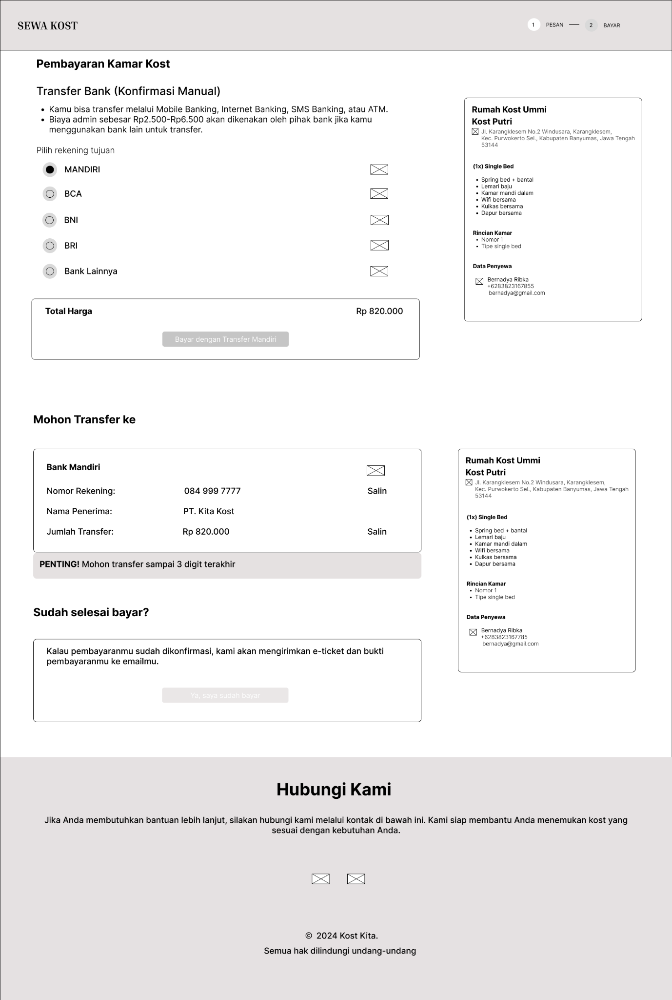 SEWA KOST
1 PESAN 2 BAYAR
Pembayaran Kamar Kost
Transfer Bank (Konfirmasi Manual)
• Kamu bisa transfer melalui Mobile Banking, Internet Banking, SMS Banking, atau ATM.
• Biaya admin sebesar Rp2.500-Rp6.500 akan dikenakan oleh pihak bank jika kamu
menggunakan bank lain untuk transfer.
Pilih rekening tujuan
MANDIRI
BCA
BNI
BRI
Bank Lainnya
Total Harga Rp 820.000
Bayar dengan Transfer Mandiri
Rumah Kost Ummi
Kost Putri
Jl. Karangklesem No.2 Windusara, Karangklesem,
Kec. Purwokerto Sel., Kabupaten Banyumas, Jawa Tengah
53144
(1x) Single Bed
• Spring bed + bantal
• Lemari baju
• Kamar mandi dalam
• Wifi bersama
• Kulkas bersama
• Dapur bersama
Rincian Kamar
• Nomor 1
• Tipe single bed
Data Penyewa
Bernadya Ribka
+6283823167855
bernadya@gmail.com
Mohon Transfer ke
Bank Mandiri
Nomor Rekening: 084 999 7777 Salin
Nama Penerima: PT. Kita Kost
Jumlah Transfer: Rp 820.000 Salin
PENTING! Mohon transfer sampai 3 digit terakhir
Sudah selesai bayar?
Kalau pembayaranmu sudah dikonfirmasi, kami akan mengirimkan e-ticket dan bukti
pembayaranmu ke emailmu.
Ya, saya sudah bayar
Rumah Kost Ummi
Kost Putri
Jl. Karangklesem No.2 Windusara, Karangklesem,
Kec. Purwokerto Sel., Kabupaten Banyumas, Jawa Tengah
53144
(1x) Single Bed
• Spring bed + bantal
• Lemari baju
• Kamar mandi dalam
• Wifi bersama
• Kulkas bersama
• Dapur bersama
Rincian Kamar
• Nomor 1
• Tipe single bed
Data Penyewa
Bernadya Ribka
+6283823167785
bernadya@gmail.com
Hubungi Kami
Jika Anda membutuhkan bantuan lebih lanjut, silakan hubungi kami melalui kontak di bawah ini. Kami siap membantu Anda menemukan kost yang
sesuai dengan kebutuhan Anda.
© 2024 Kost Kita.
Semua hak dilindungi undang-undang